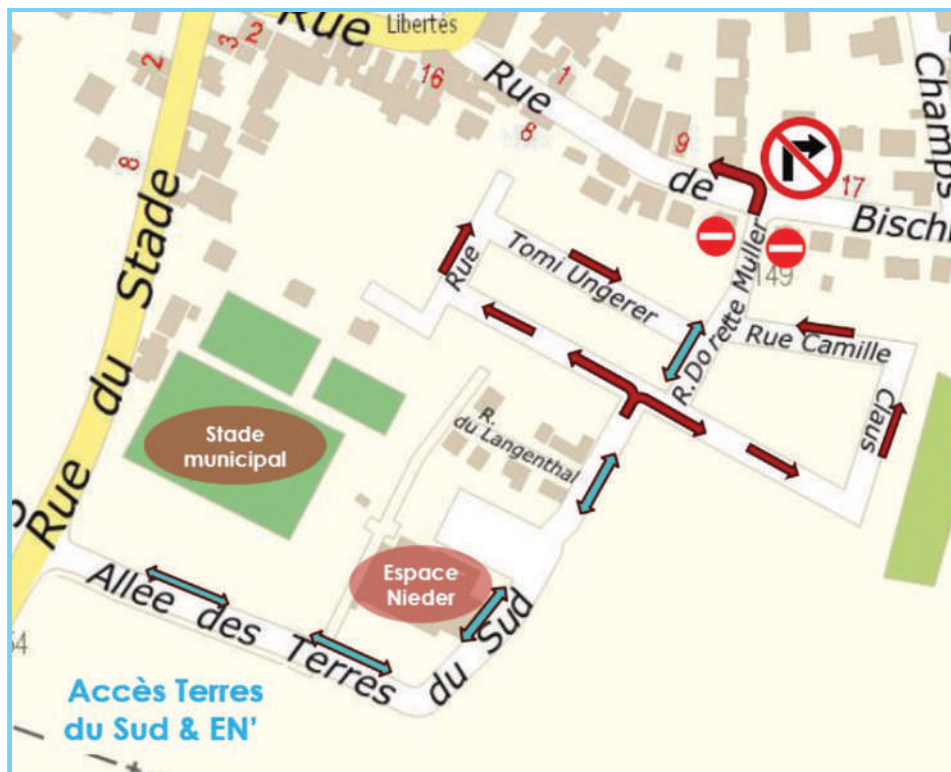 Rue
Libertés
2
3
2
16
1
8
8
9
17
Rue
de
Bischh
Champs
Rue du Stade
Rue
Tomi Ungerer
R. Dorette Muller
149
Rue Camille
Claus
Stade
municipal
R.
du Langenthal
Espace
Nieder
Allée des Terres du Sud
54
Accès Terres
du Sud & EN'